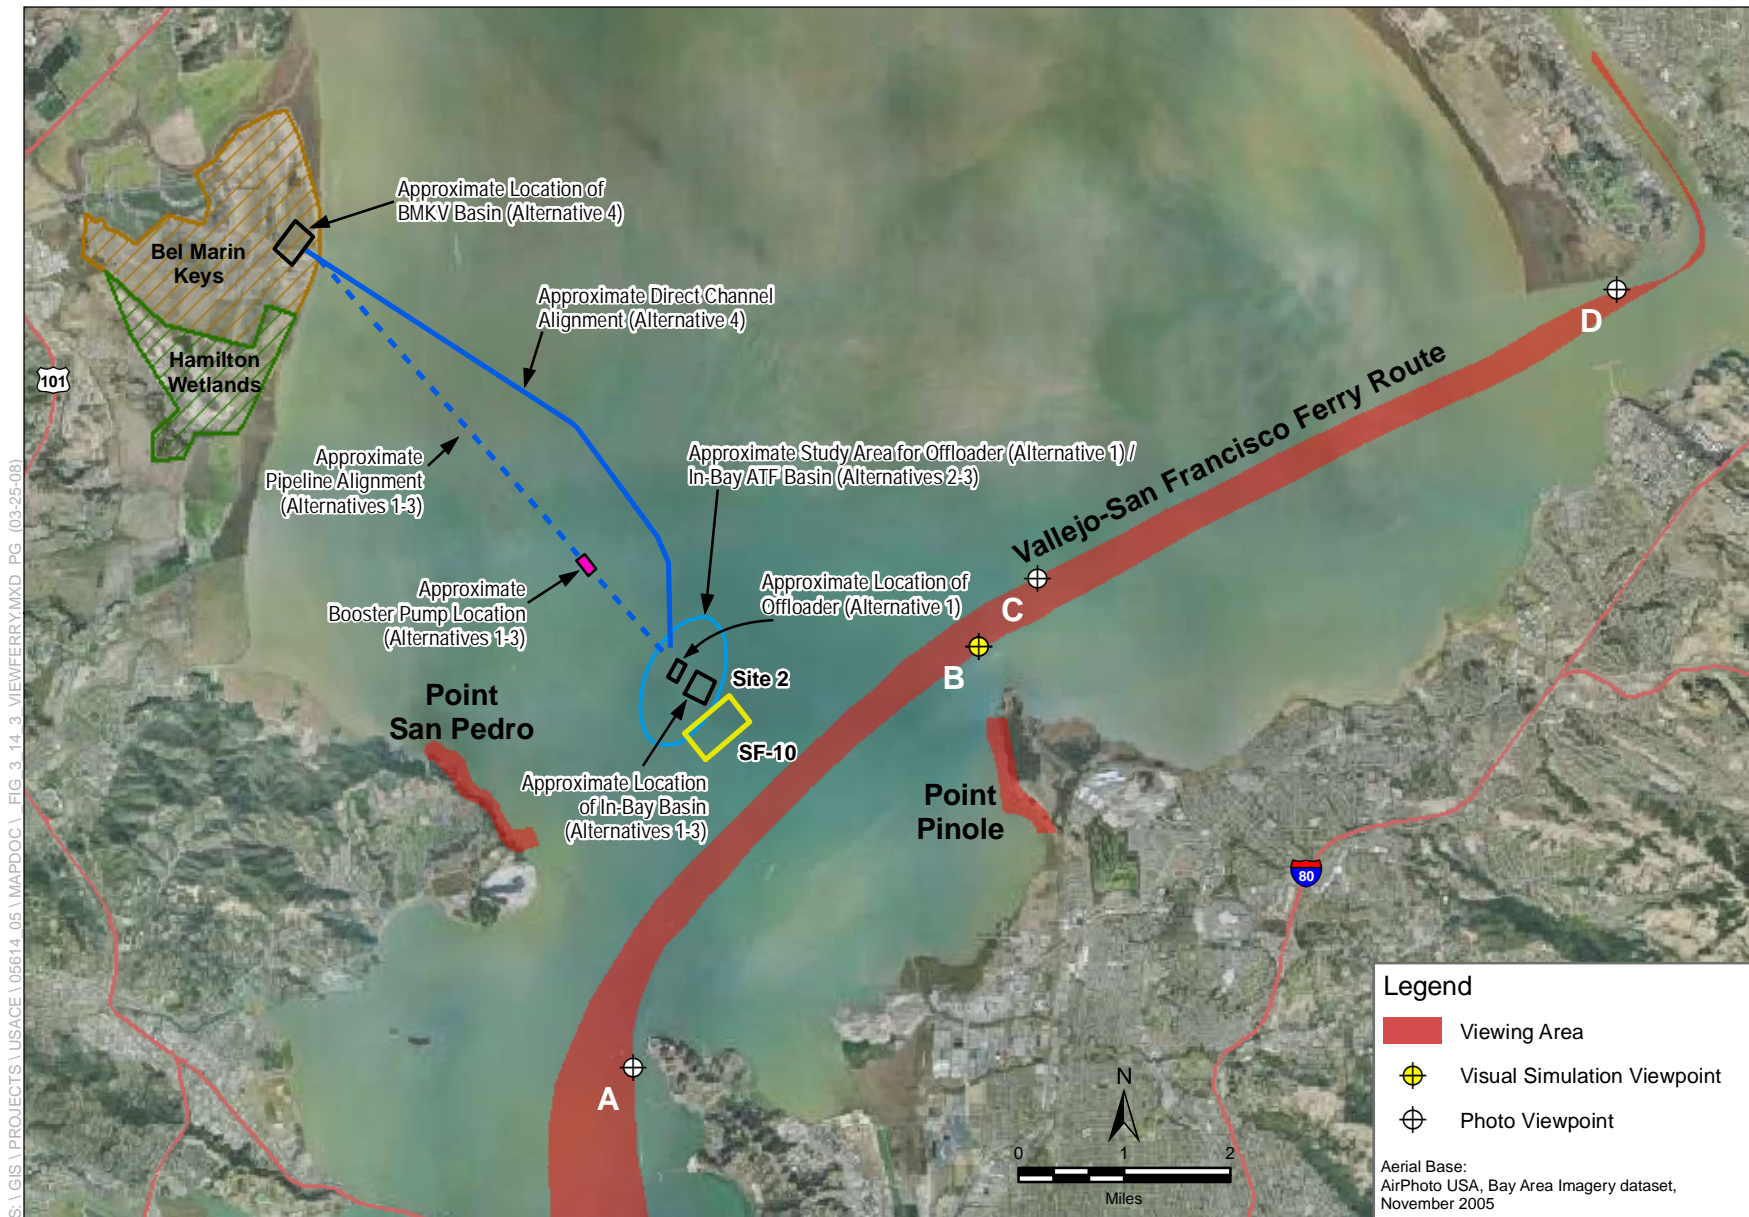 Approximate Location of
BMKV Basin (Alternative 4)
Bel Marin
Keys
Approximate Direct Channel
Alignment (Alternative 4)
Hamilton
Wetlands
101
D
Vallejo-San Francisco Ferry Route
Approximate
Pipeline Alignment
(Alternatives 1-3)
Approximate Study Area for Offloader (Alternative 1) /
In-Bay ATF Basin (Alternatives 2-3)
Approximate
Booster Pump Location
(Alternatives 1-3)
Approximate Location of
Offloader (Alternative 1)
C
B
Site 2
Point
San Pedro
SF-10
Approximate Location
of In-Bay Basin
(Alternatives 1-3)
Point
Pinole
80
A
N
0 1 2
Miles
Legend
Viewing Area
Visual Simulation Viewpoint
Photo Viewpoint
Aerial Base:
AirPhoto USA, Bay Area Imagery dataset,
November 2005
S: \ GIS \ PROJECTS \ USACE \ 05614_05 \ MAPDOC \ FIG_3_14_3_VIEWFERRY.MXD PG (03-25-08)